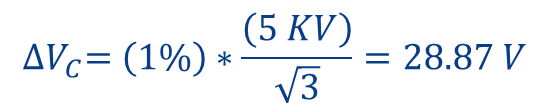 ΔV_C = (1%) * (5 KV) / √3 = 28.87 V